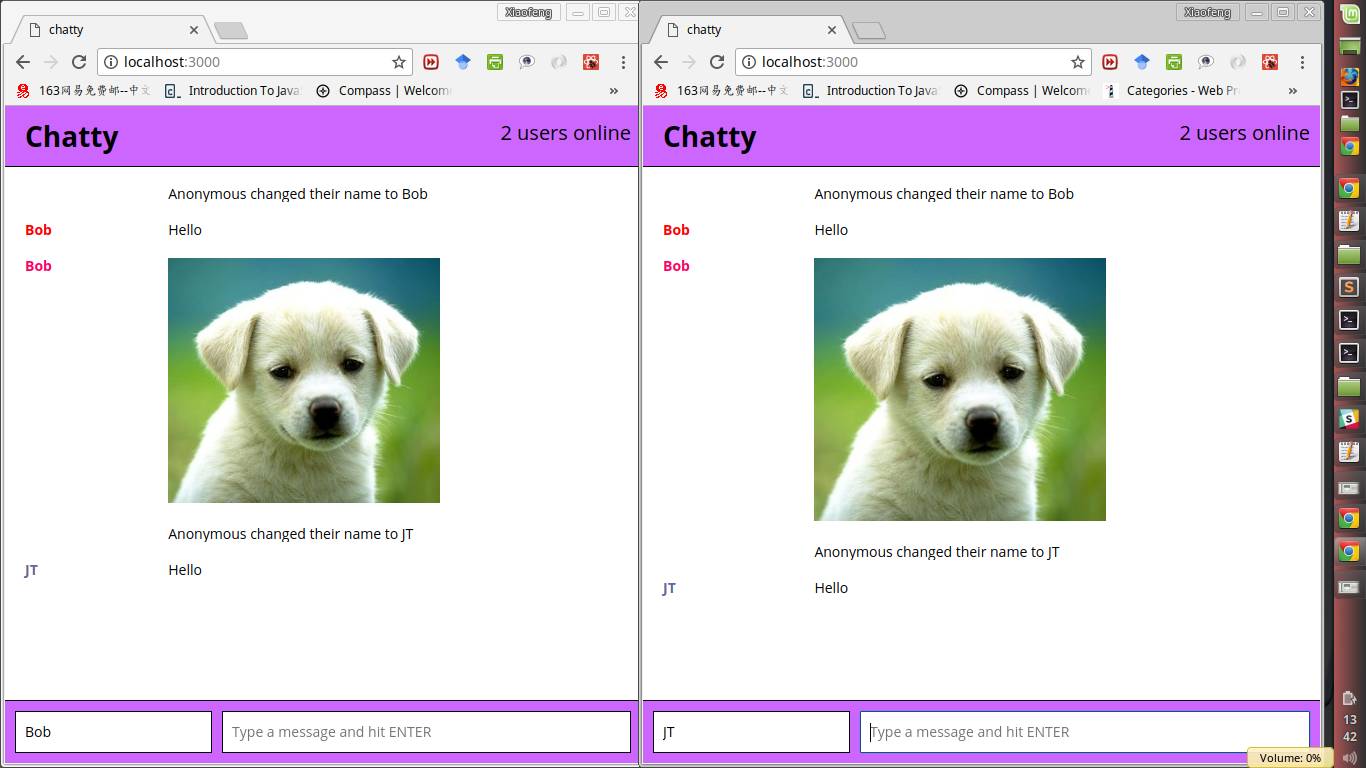 Xiaofeng
chatty
localhost:3000
163网易免费邮--中文
Introduction To Java
Compass | Welcom
»
Chatty
2 users online
Anonymous changed their name to Bob
Bob Hello
Bob
Anonymous changed their name to JT
JT Hello
Bob
Type a message and hit ENTER
Xiaofeng
chatty
localhost:3000
163网易免费邮--中文
Introduction To Java
Compass | Welcom
Categories - Web Pr
»
Chatty
2 users online
Anonymous changed their name to Bob
Bob Hello
Bob
Anonymous changed their name to JT
JT Hello
JT
Type a message and hit ENTER
13
42
Volume: 0%